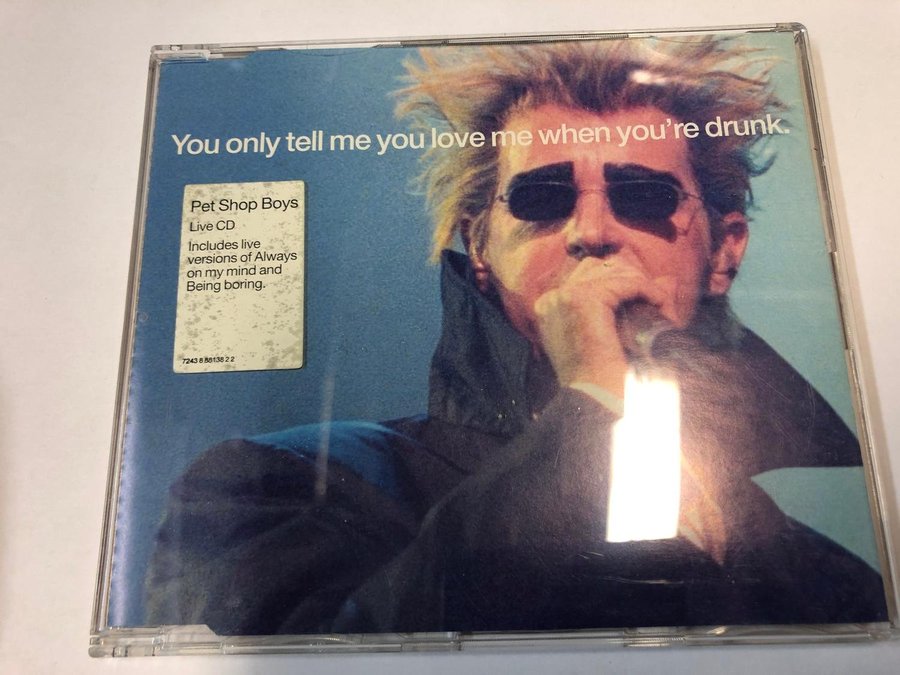 You only tell me you love me when you're drunk.
Pet Shop Boys
Live CD
Includes live
versions of Always
on my mind and
Being boring.
7243 8 88138 2 2